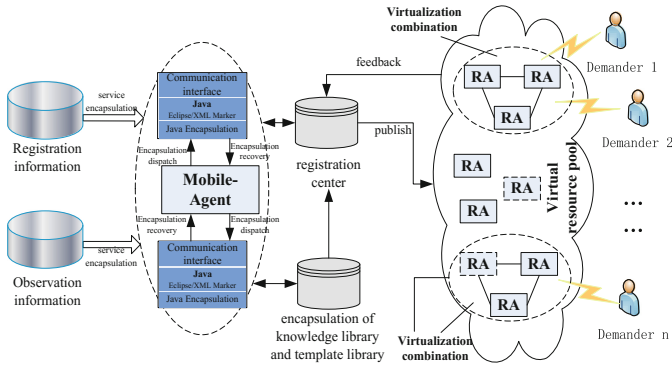 Registration
information
Observation
information
service
encapsulation
service
encapsulation
Communication
interface
Java
Eclipse/XML Marker
Java Encapsulation
Encapsulation
dispatch
Encapsulation
recovery
Mobile-
Agent
Encapsulation
recovery
Encapsulation
dispatch
Communication
interface
Java
Eclipse/XML Marker
Java Encapsulation
feedback
publish
registration
center
encapsulation of
knowledge library
and template library
Virtualization
combination
RA
RA
RA
RA
RA
RA
Virtual
resource pool
RA
RA
RA
Virtualization
combination
Demander 1
Demander 2
...
...
Demander n